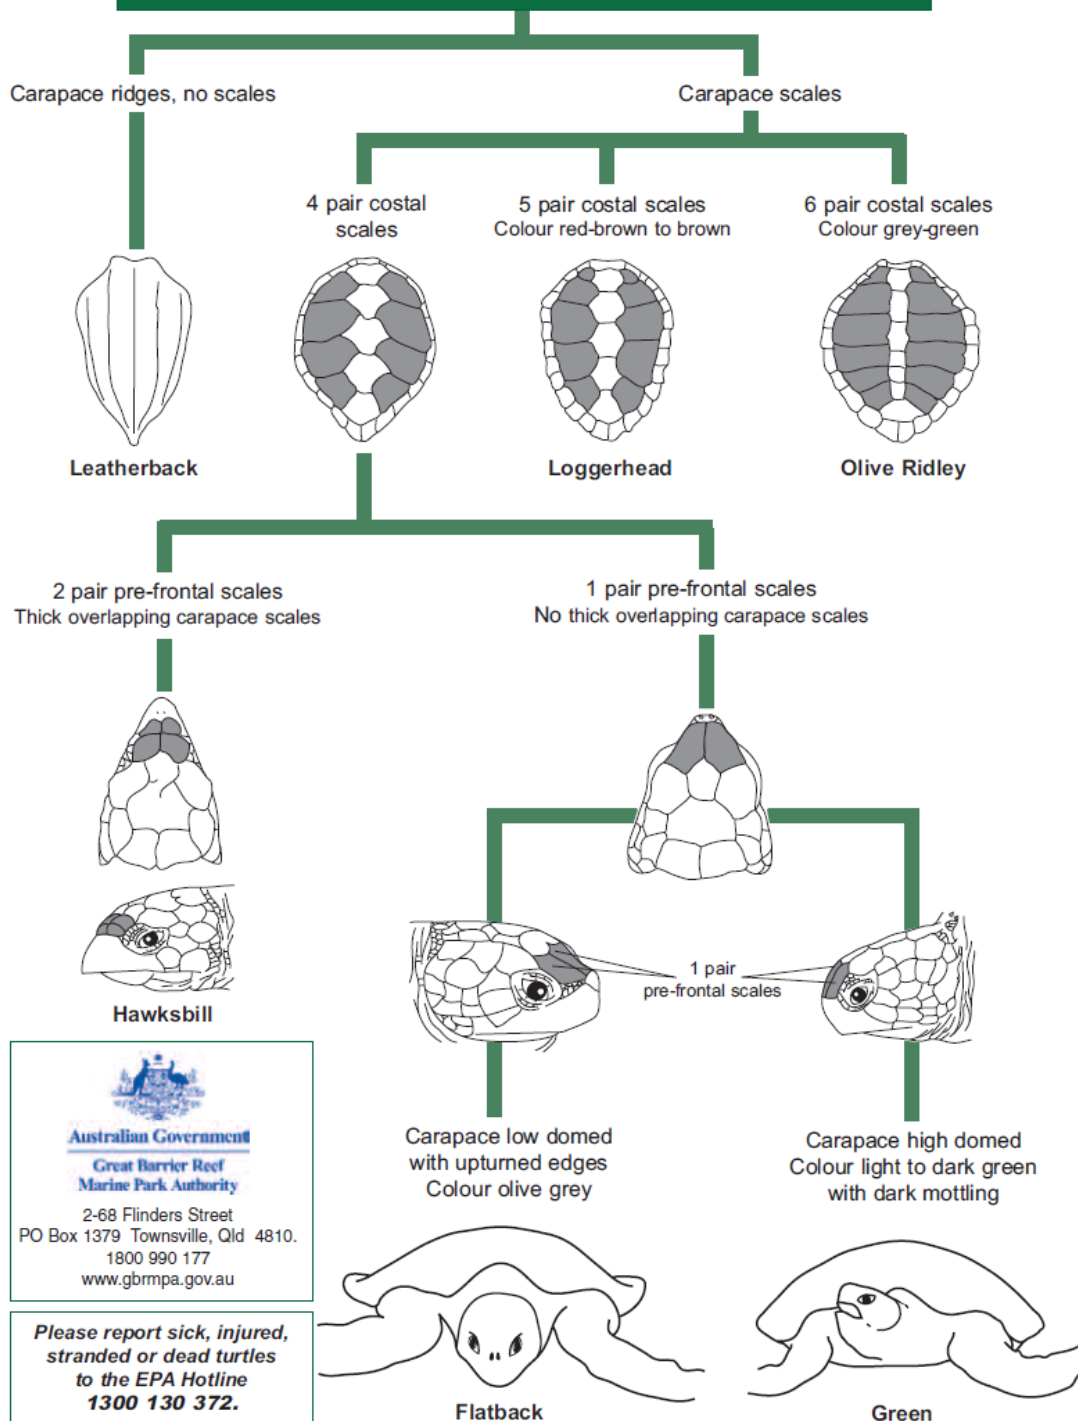 Carapace ridges, no scales
Carapace scales
4 pair costal
scales
5 pair costal scales
Colour red-brown to brown
6 pair costal scales
Colour grey-green
Leatherback
Loggerhead
Olive Ridley
2 pair pre-frontal scales
Thick overlapping carapace scales
1 pair pre-frontal scales
No thick overlapping carapace scales
1 pair
pre-frontal scales
Hawksbill
Australian Government
Great Barrier Reef
Marine Park Authority
2-68 Flinders Street
PO Box 1379 Townsville, Qld 4810.
1800 990 177
www.gbrmpa.gov.au
Please report sick, injured,
stranded or dead turtles
to the EPA Hotline
1300 130 372.
Carapace low domed
with upturned edges
Colour olive grey
Carapace high domed
Colour light to dark green
with dark mottling
Flatback
Green